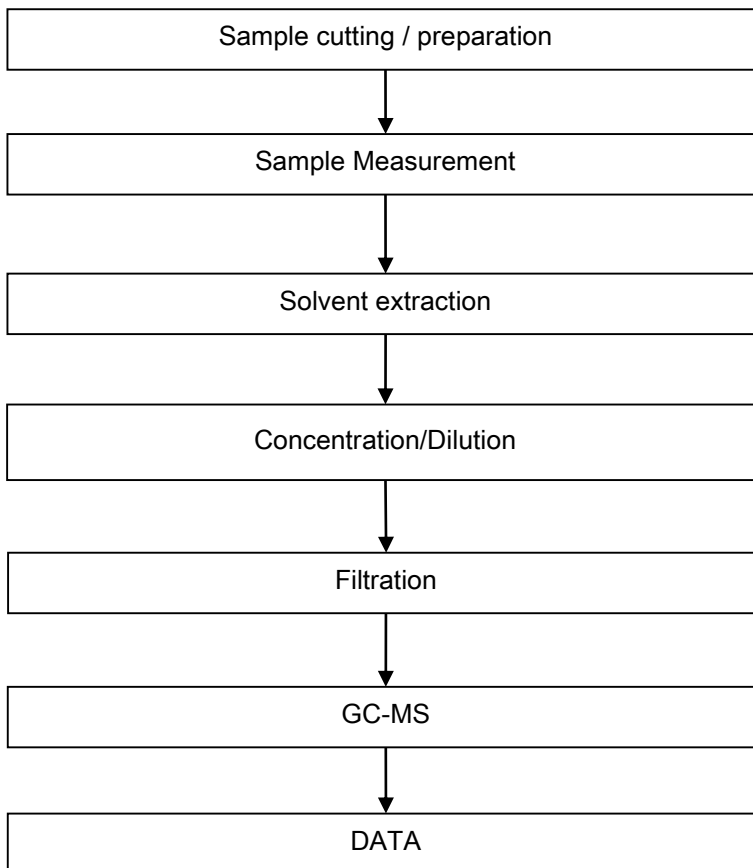 Sample cutting / preparation
Sample Measurement
Solvent extraction
Concentration/Dilution
Filtration
GC-MS
DATA